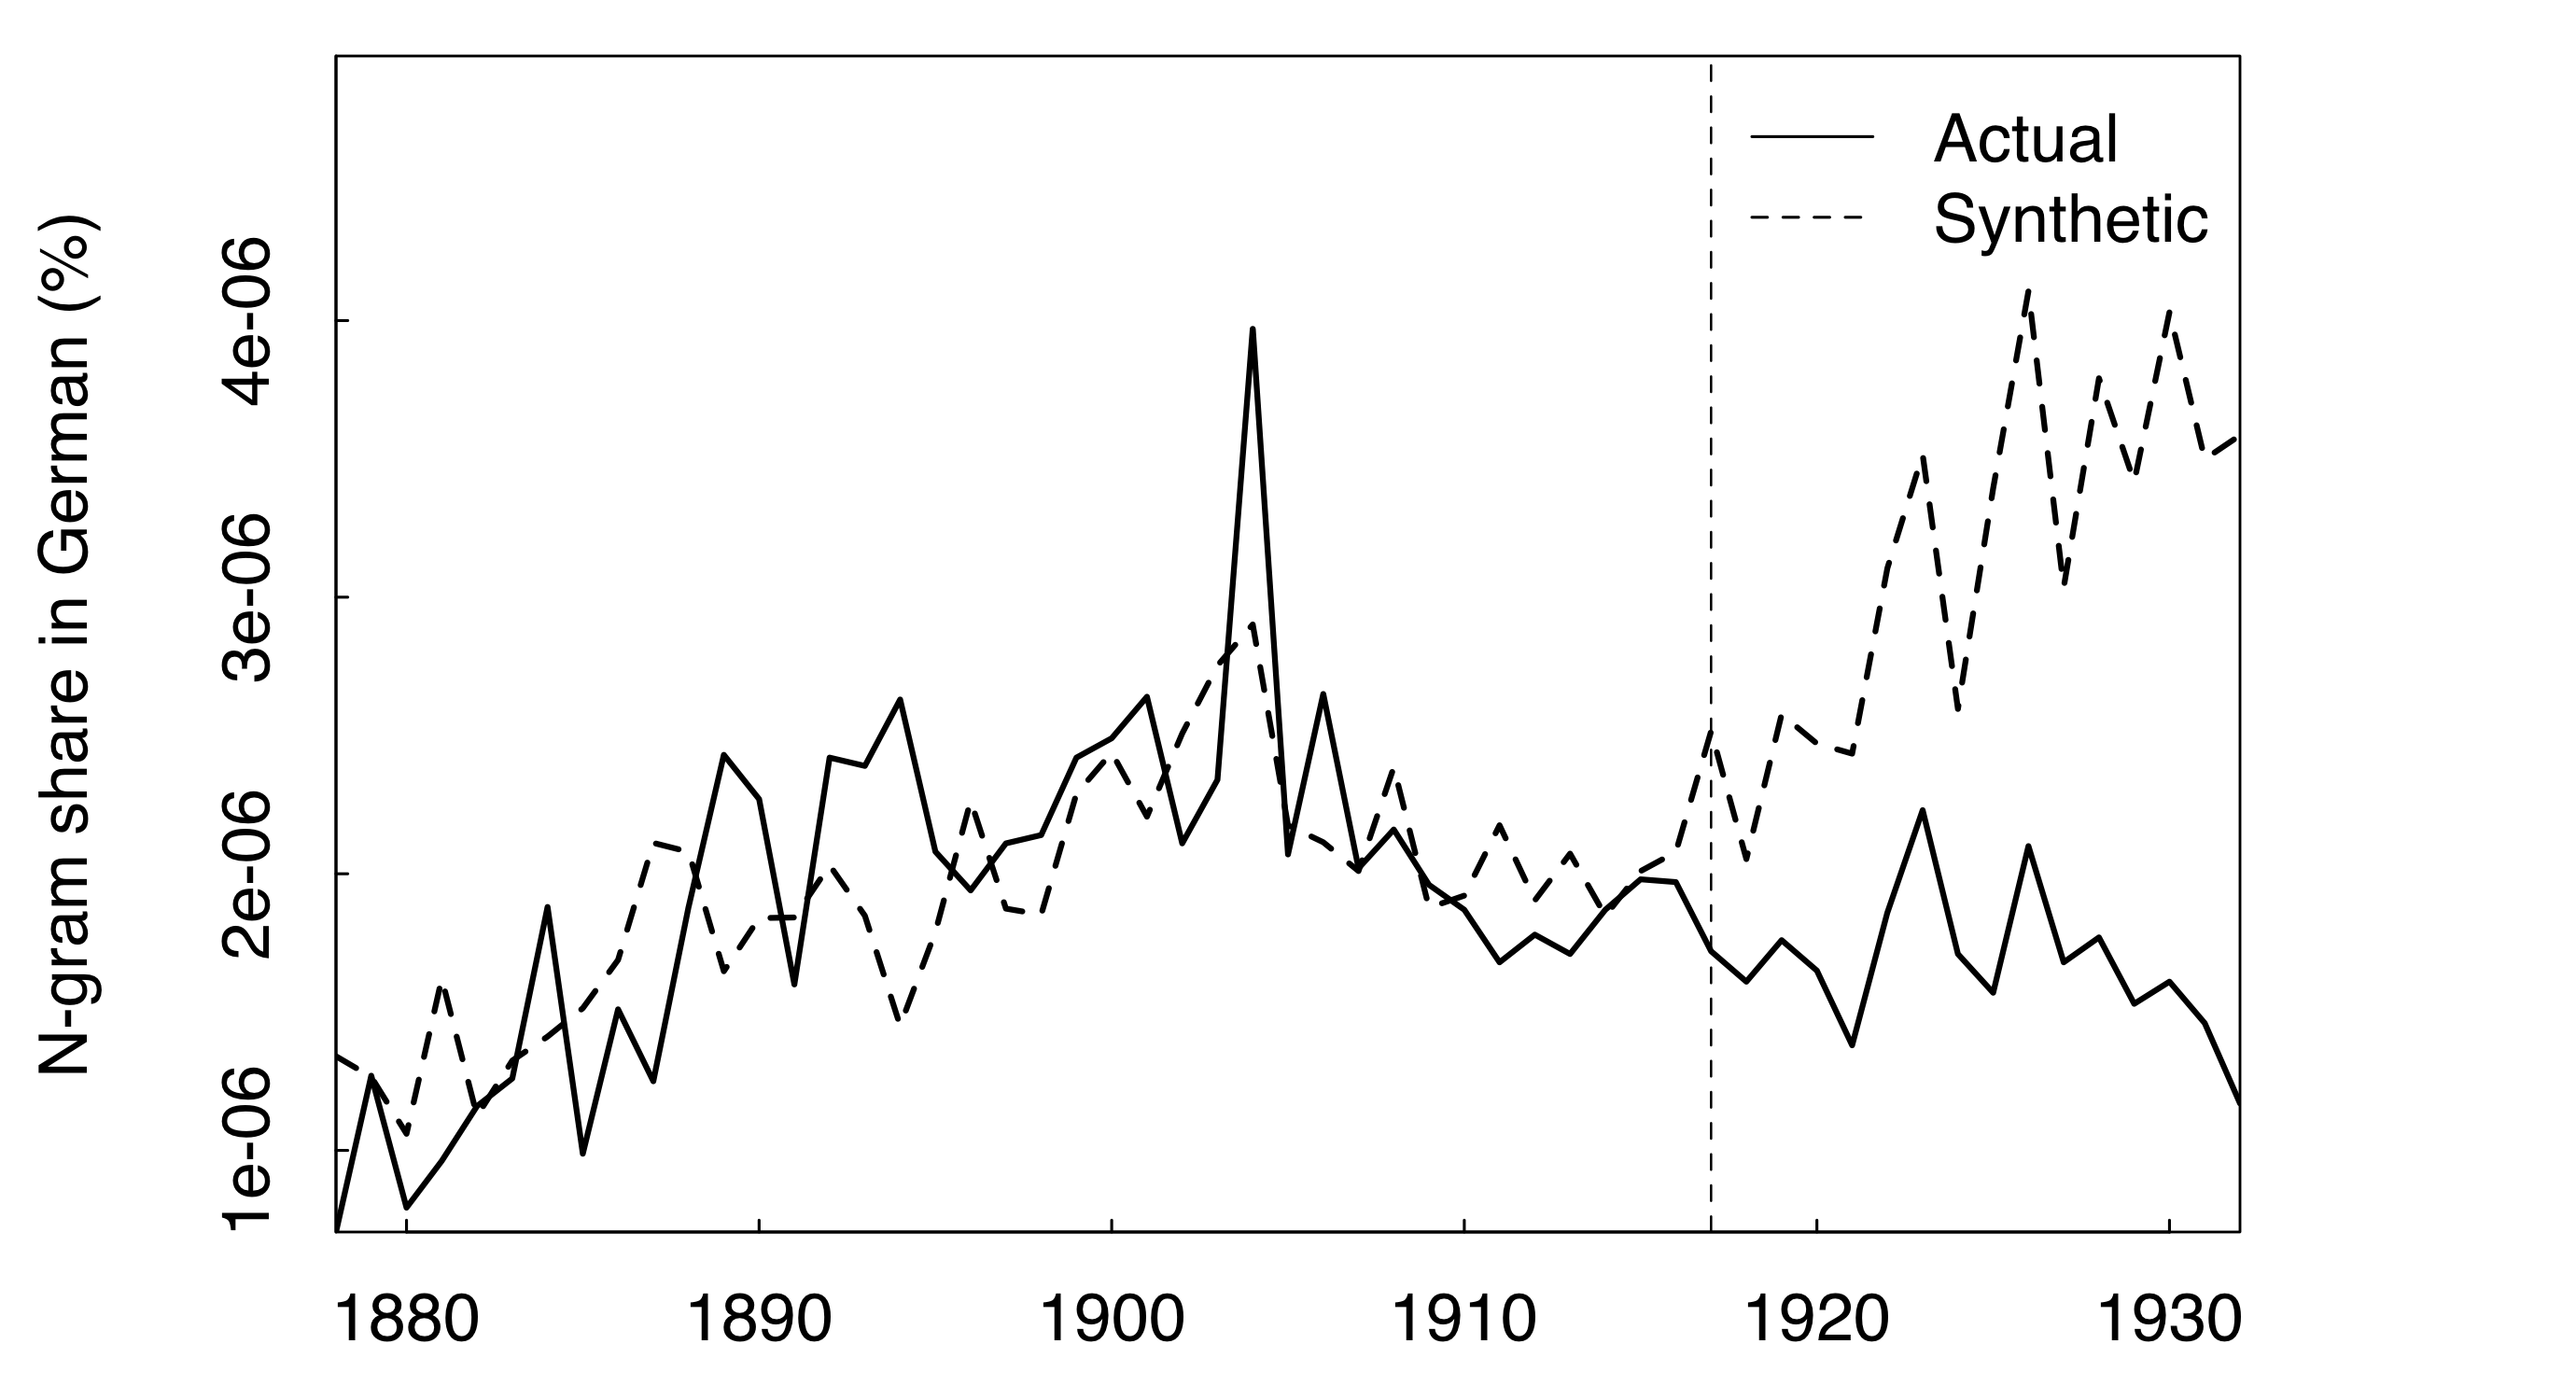 N-gram share in German (%)
4e-06
3e-06
2e-06
1e-06
Actual
Synthetic
1880 1890 1900 1910 1920 1930